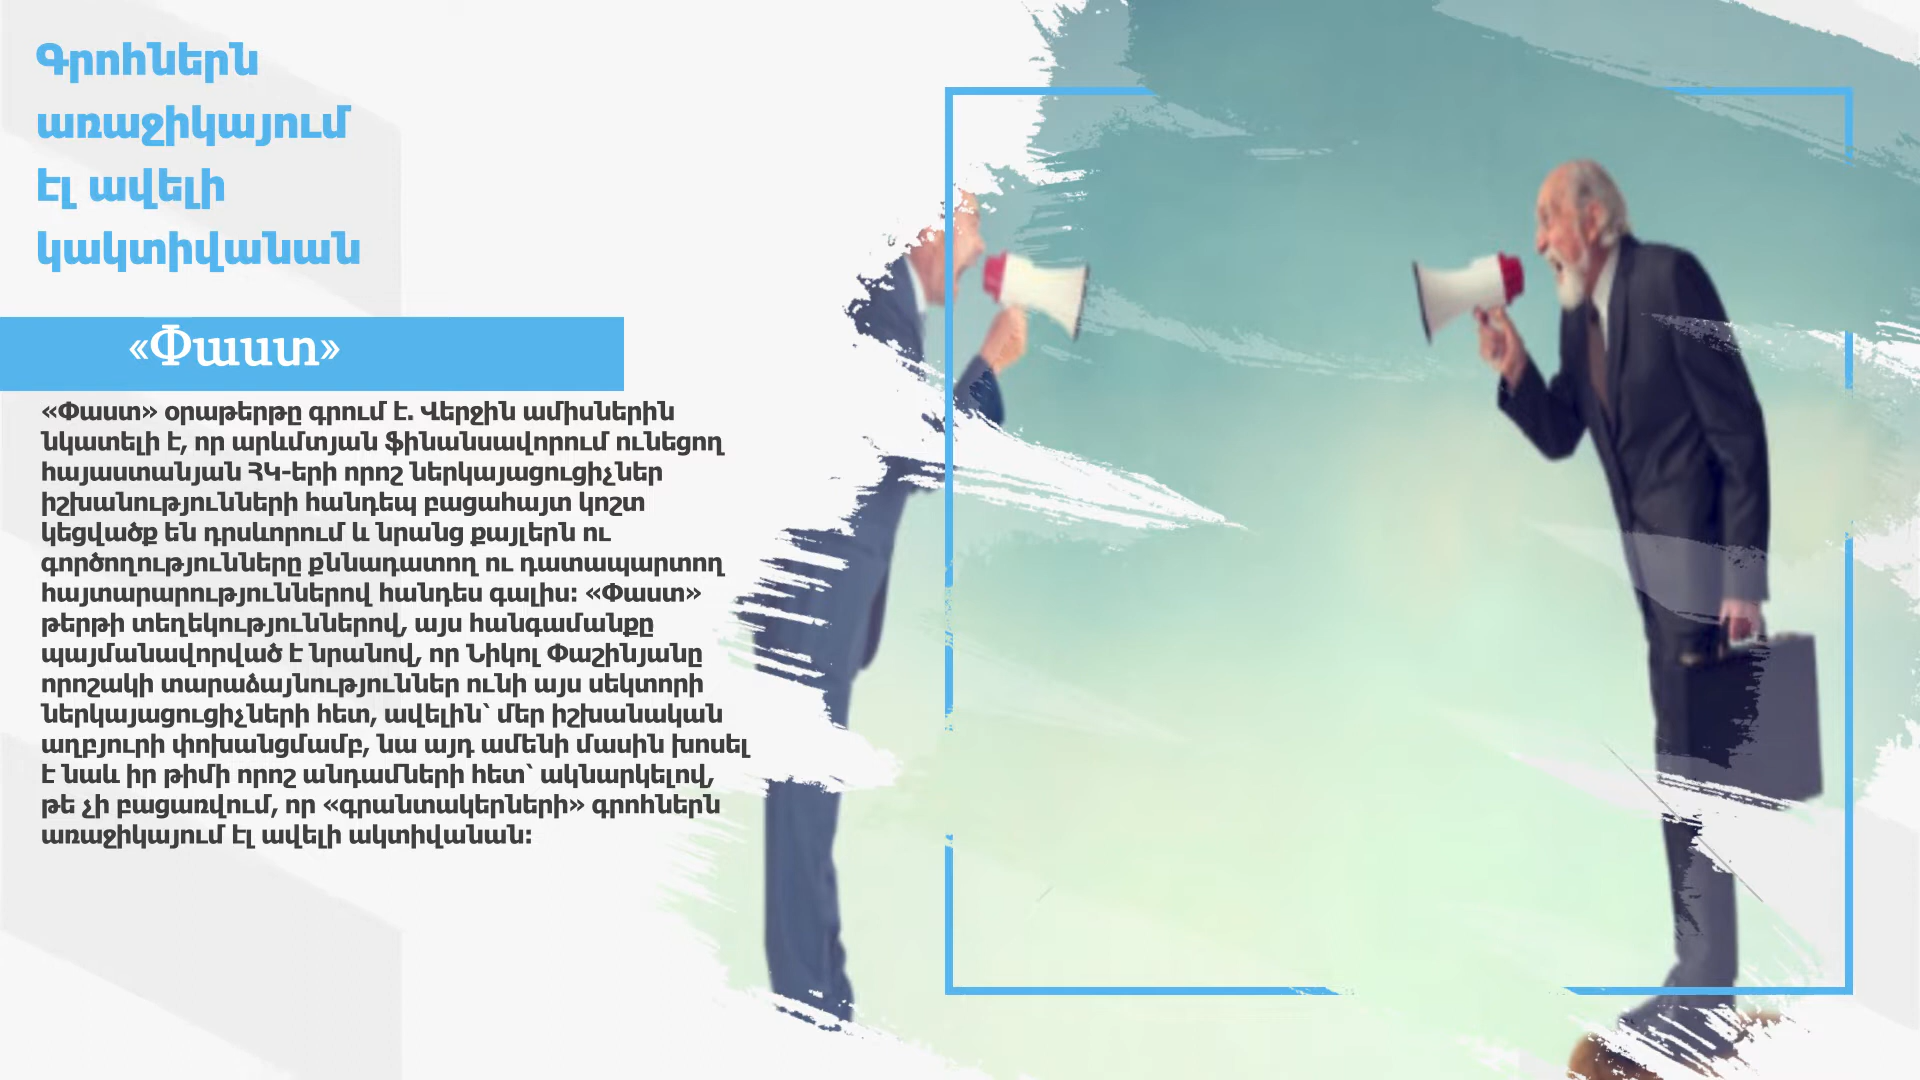 Գրոհներն
առաջիկայում
էլ ավելի
կակտիվանան
«Փաստ»
«Փաստ» օրաթերթը գրում է. Վերջին ամիսներին
նկատելի է, որ արևմտյան ֆինանսավորում ունեցող
հայաստանյան ՀԿ-երի որոշ ներկայացուցիչներ
իշխանությունների հանդեպ բացահայտ կոշտ
կեցվածք են դրսևորում և նրանց քայլերն ու
գործողությունները քննադատող ու դատապարտող
հայտարարություններով հանդես գալիս: «Փաստ»
թերթի տեղեկություններով, այս հանգամանքը
պայմանավորված է նրանով, որ Նիկոլ Փաշինյանը
որոշակի տարաձայնություններ ունի այս սեկտորի
ներկայացուցիչների հետ, ավելին՝ մեր իշխանական
աղբյուրի փոխանցմամբ, նա այդ ամենի մասին խոսել
է նաև իր թիմի որոշ անդամների հետ՝ ակնարկելով,
թե չի բացառվում, որ «գրանտակերների» գրոհներն
առաջիկայում էլ ավելի ակտիվանան: